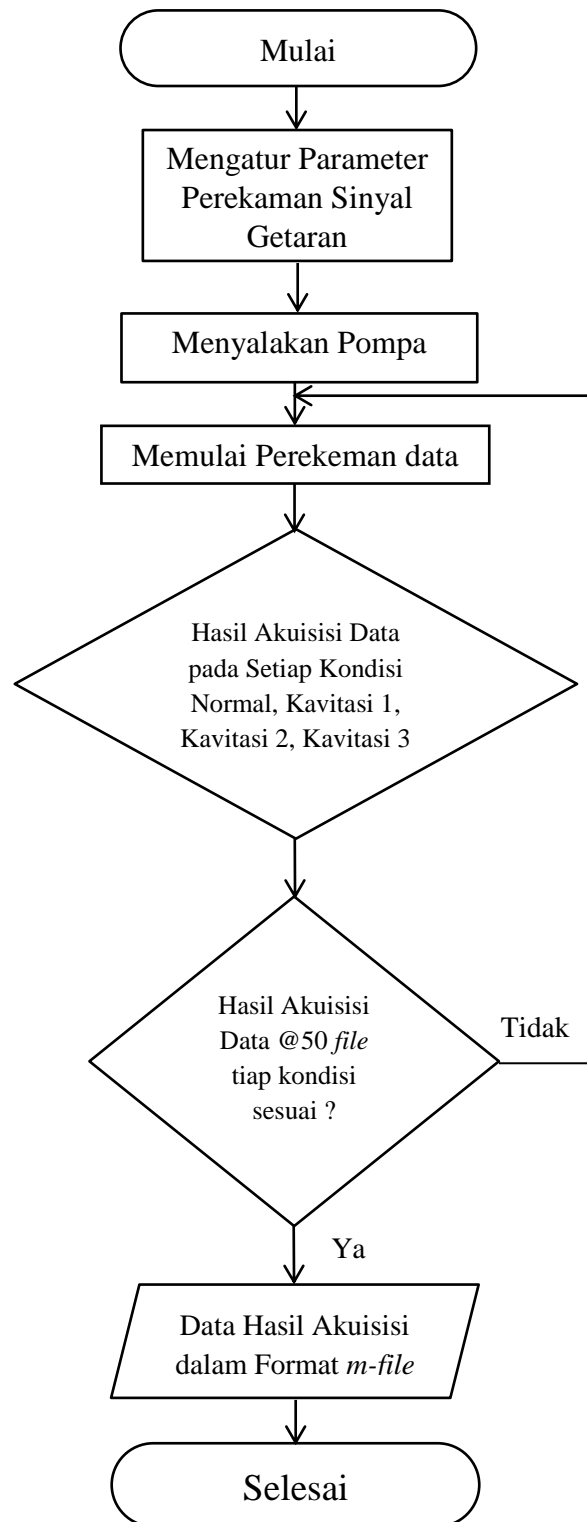 Mulai
Mengatur Parameter
Perekaman Sinyal
Getaran
Menyalakan Pompa
Memulai Perekeman data
Hasil Akuisisi Data
pada Setiap Kondisi
Normal, Kavitasi 1,
Kavitasi 2, Kavitasi 3
Hasil Akuisisi
Data @50 file
tiap kondisi
sesuai ?
Tidak
Ya
Data Hasil Akuisisi
dalam Format m-file
Selesai